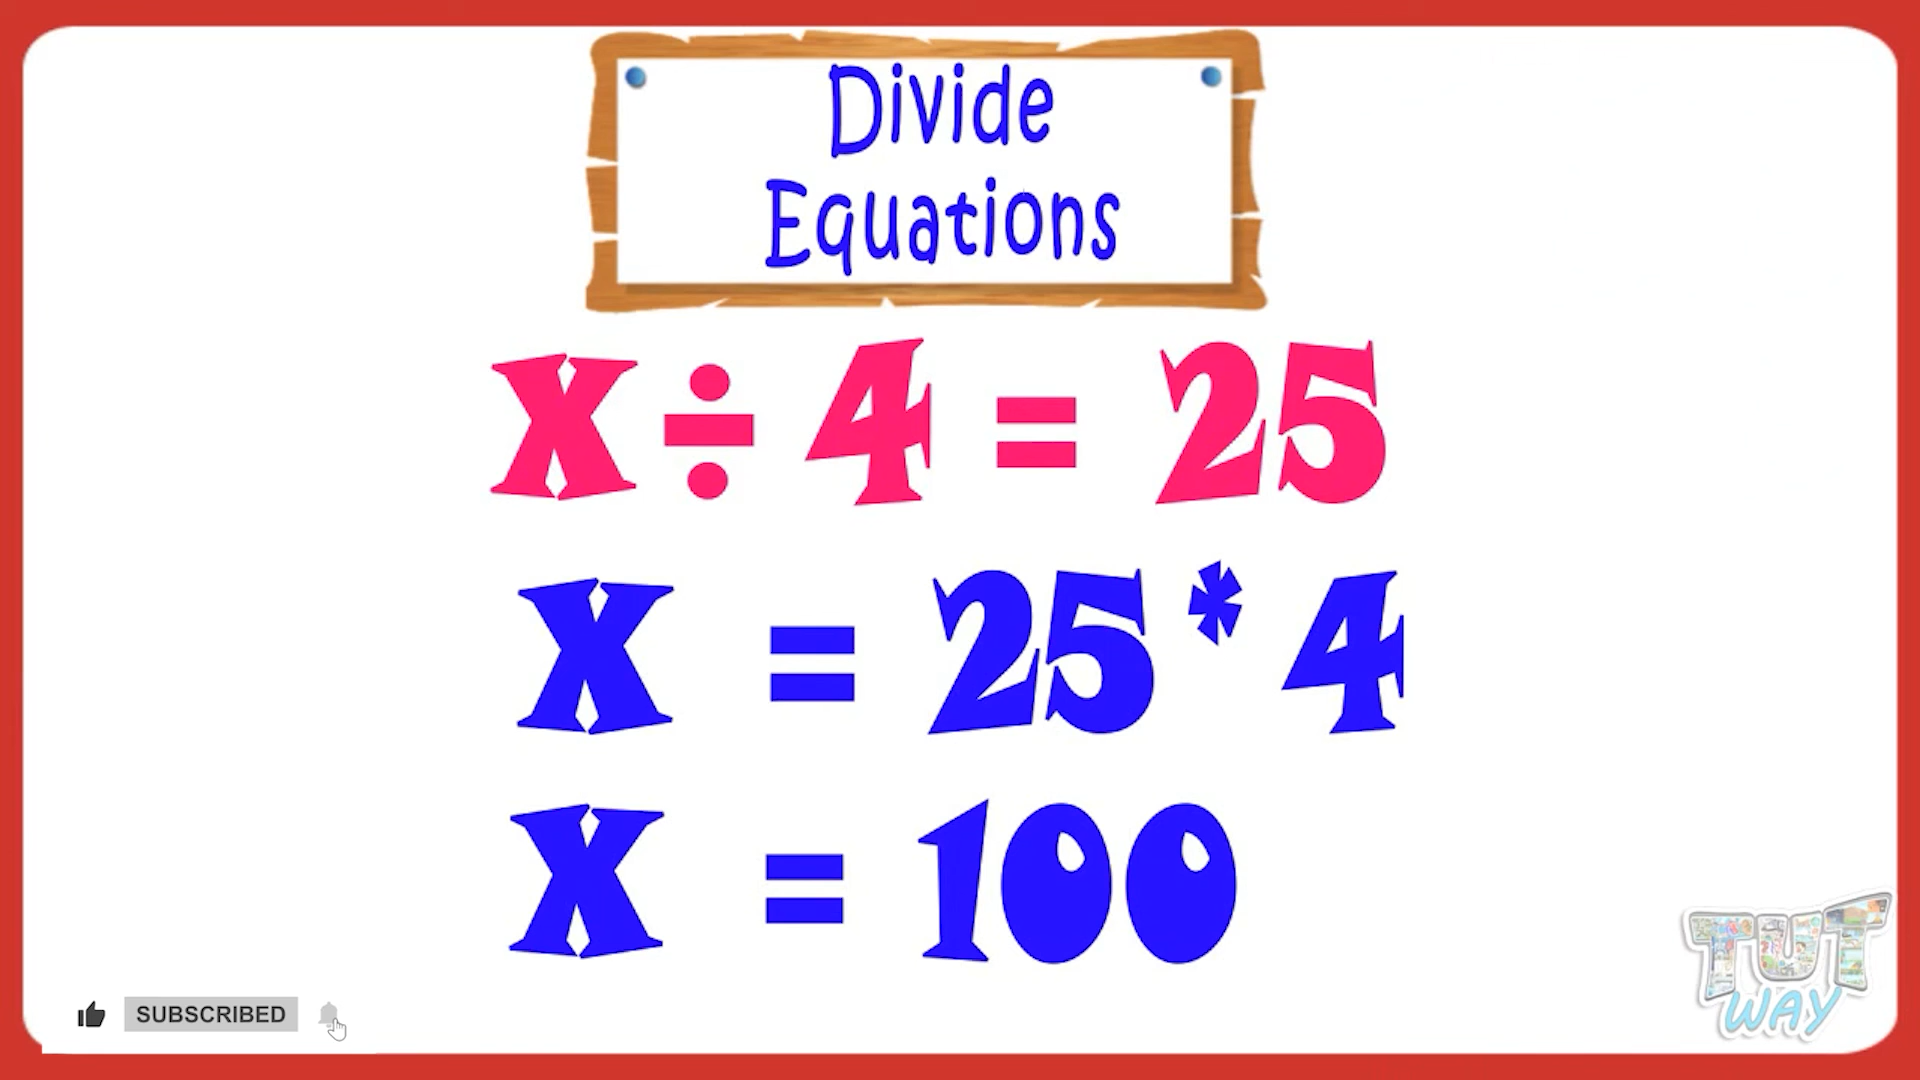 Divide
Equations
X ÷ 4 = 25
X = 25 * 4
X = 100
SUBSCRIBED
TUT
WAY